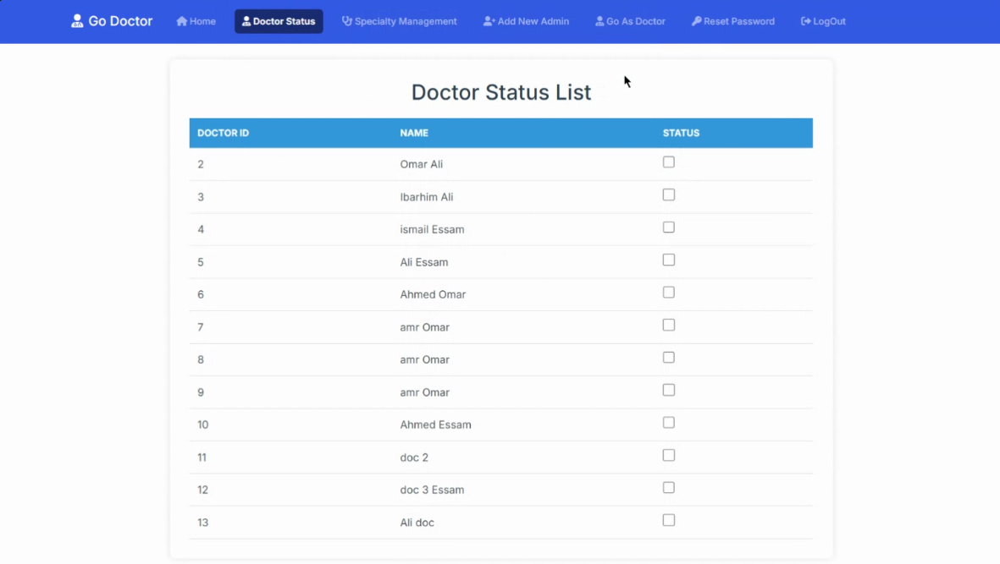 Go Doctor Home Doctor Status Specialty Management Add New Admin Go As Doctor Reset Password LogOut
Doctor Status List
DOCTOR ID NAME STATUS
2 Omar Ali
3 Ibarhim Ali
4 ismail Essam
5 Ali Essam
6 Ahmed Omar
7 amr Omar
8 amr Omar
9 amr Omar
10 Ahmed Essam
11 doc 2
12 doc 3 Essam
13 Ali doc